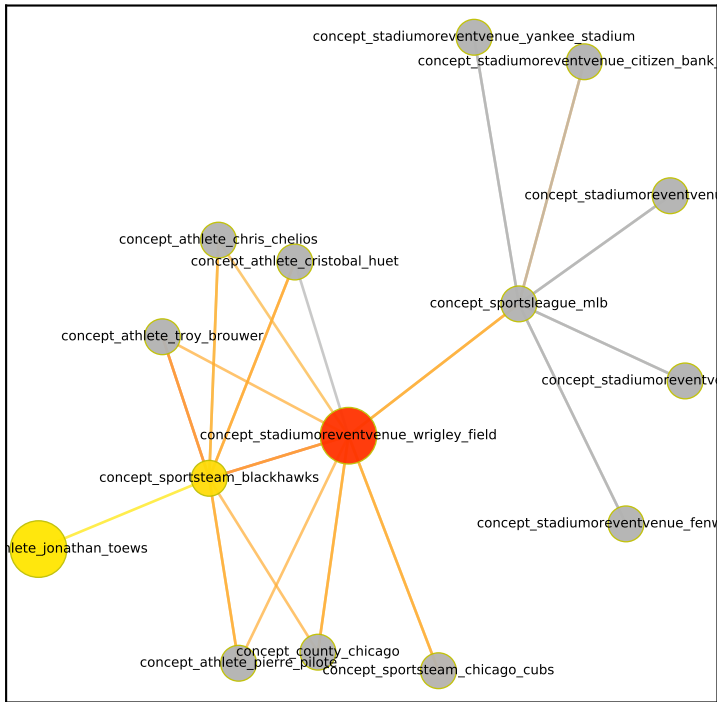 concept_stadiumoreventvenue_yankee_stadium
concept_stadiumoreventvenue_citizen_bank_
concept_stadiumoreventvenu
concept_athlete_chris_chelios
concept_athlete_cristobal_huet
concept_sportsleague_mlb
concept_athlete_troy_brouwer
concept_stadiumoreventve
concept_stadiumoreventvenue_wrigley_field
concept_sportsteam_blackhawks
concept_stadiumoreventvenue_fenw
hlete_jonathan_toews
concept_county_chicago
concept_athlete_pierre_pilote
concept_sportsteam_chicago_cubs